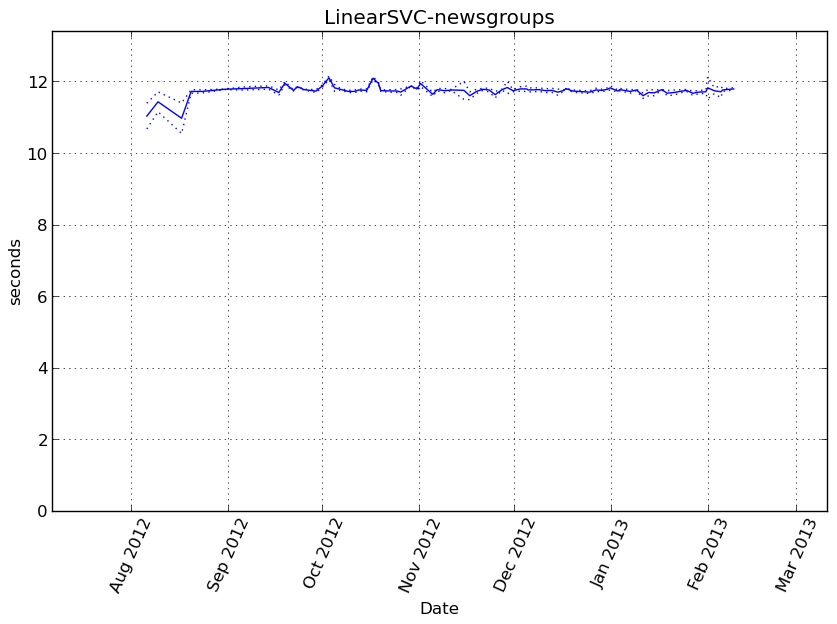 LinearSVC-newsgroups
12
10
8
6
4
2
0
seconds
Aug 2012
Sep 2012
Oct 2012
Nov 2012
Dec 2012
Jan 2013
Feb 2013
Mar 2013
Date